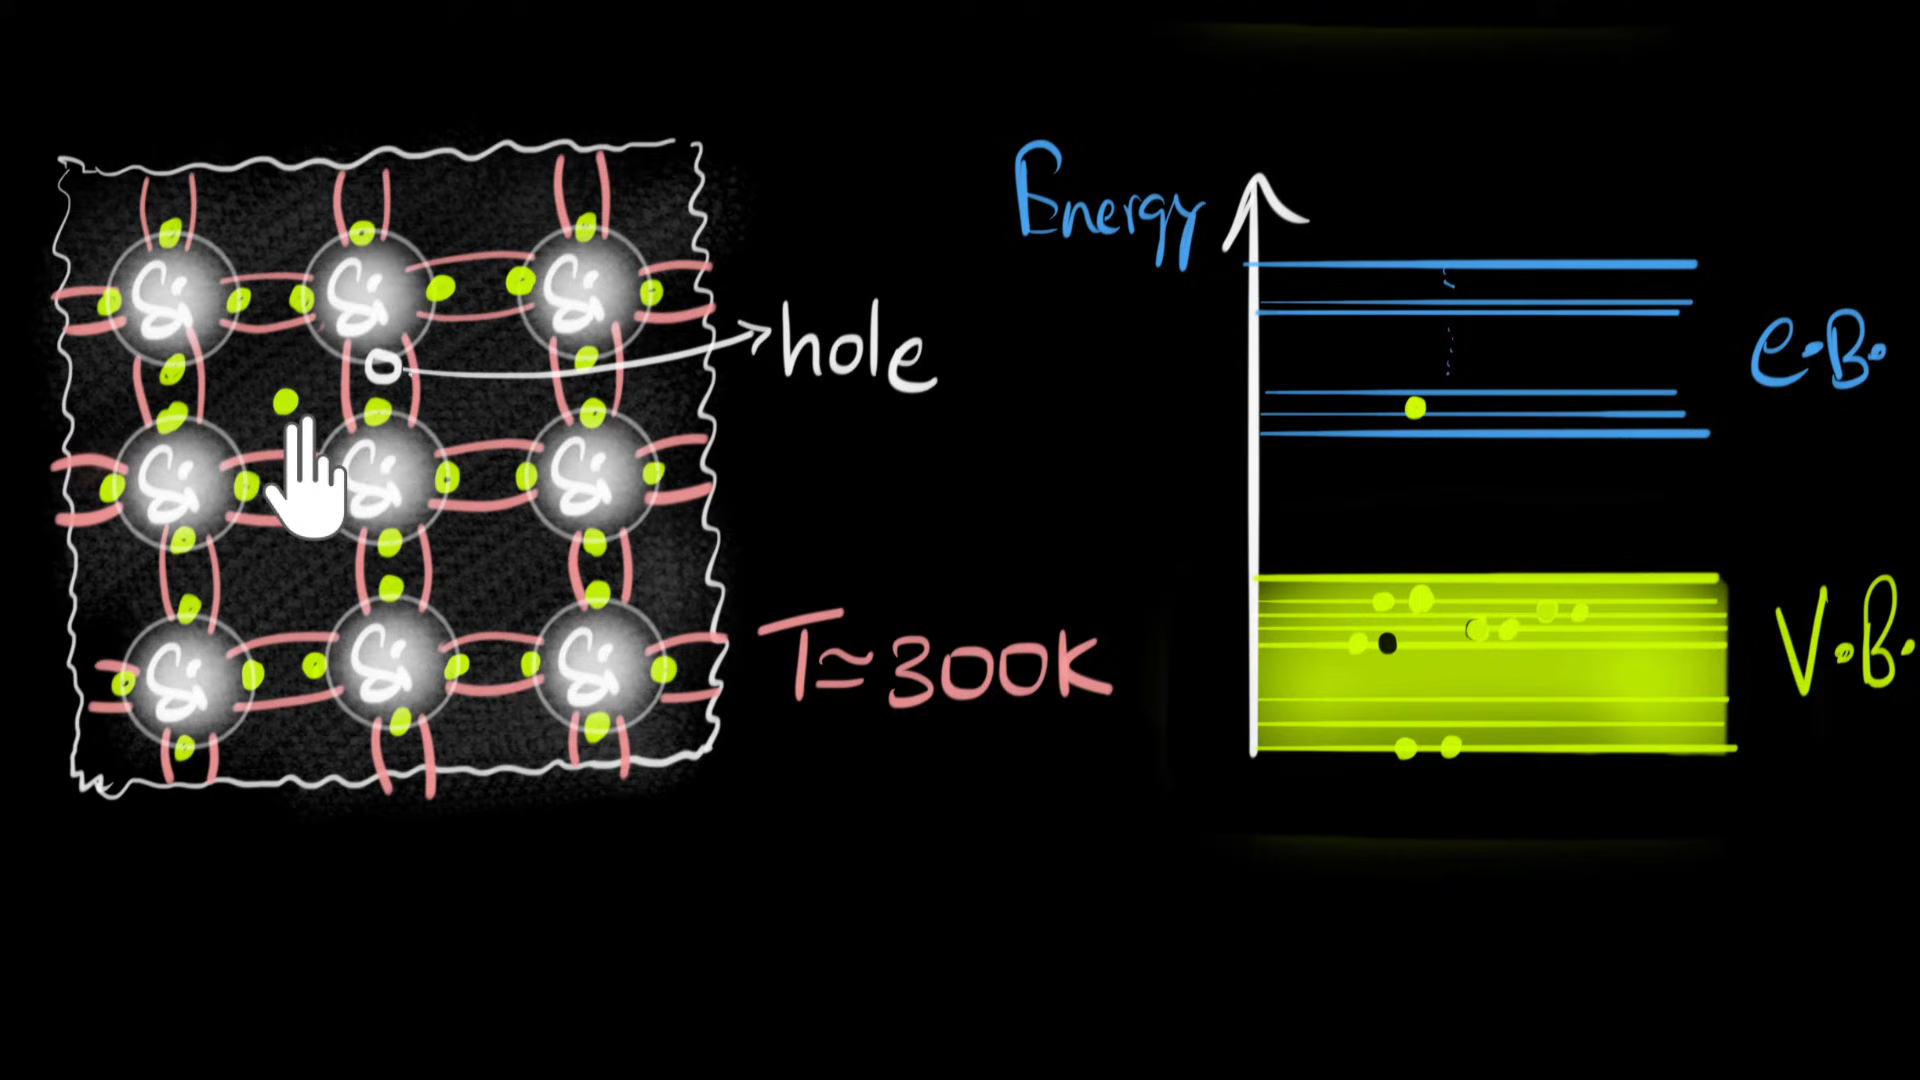 Si Si Si
Si Si Si
Si Si Si
hole
T≈300K
Energy
C.B.
V.B.